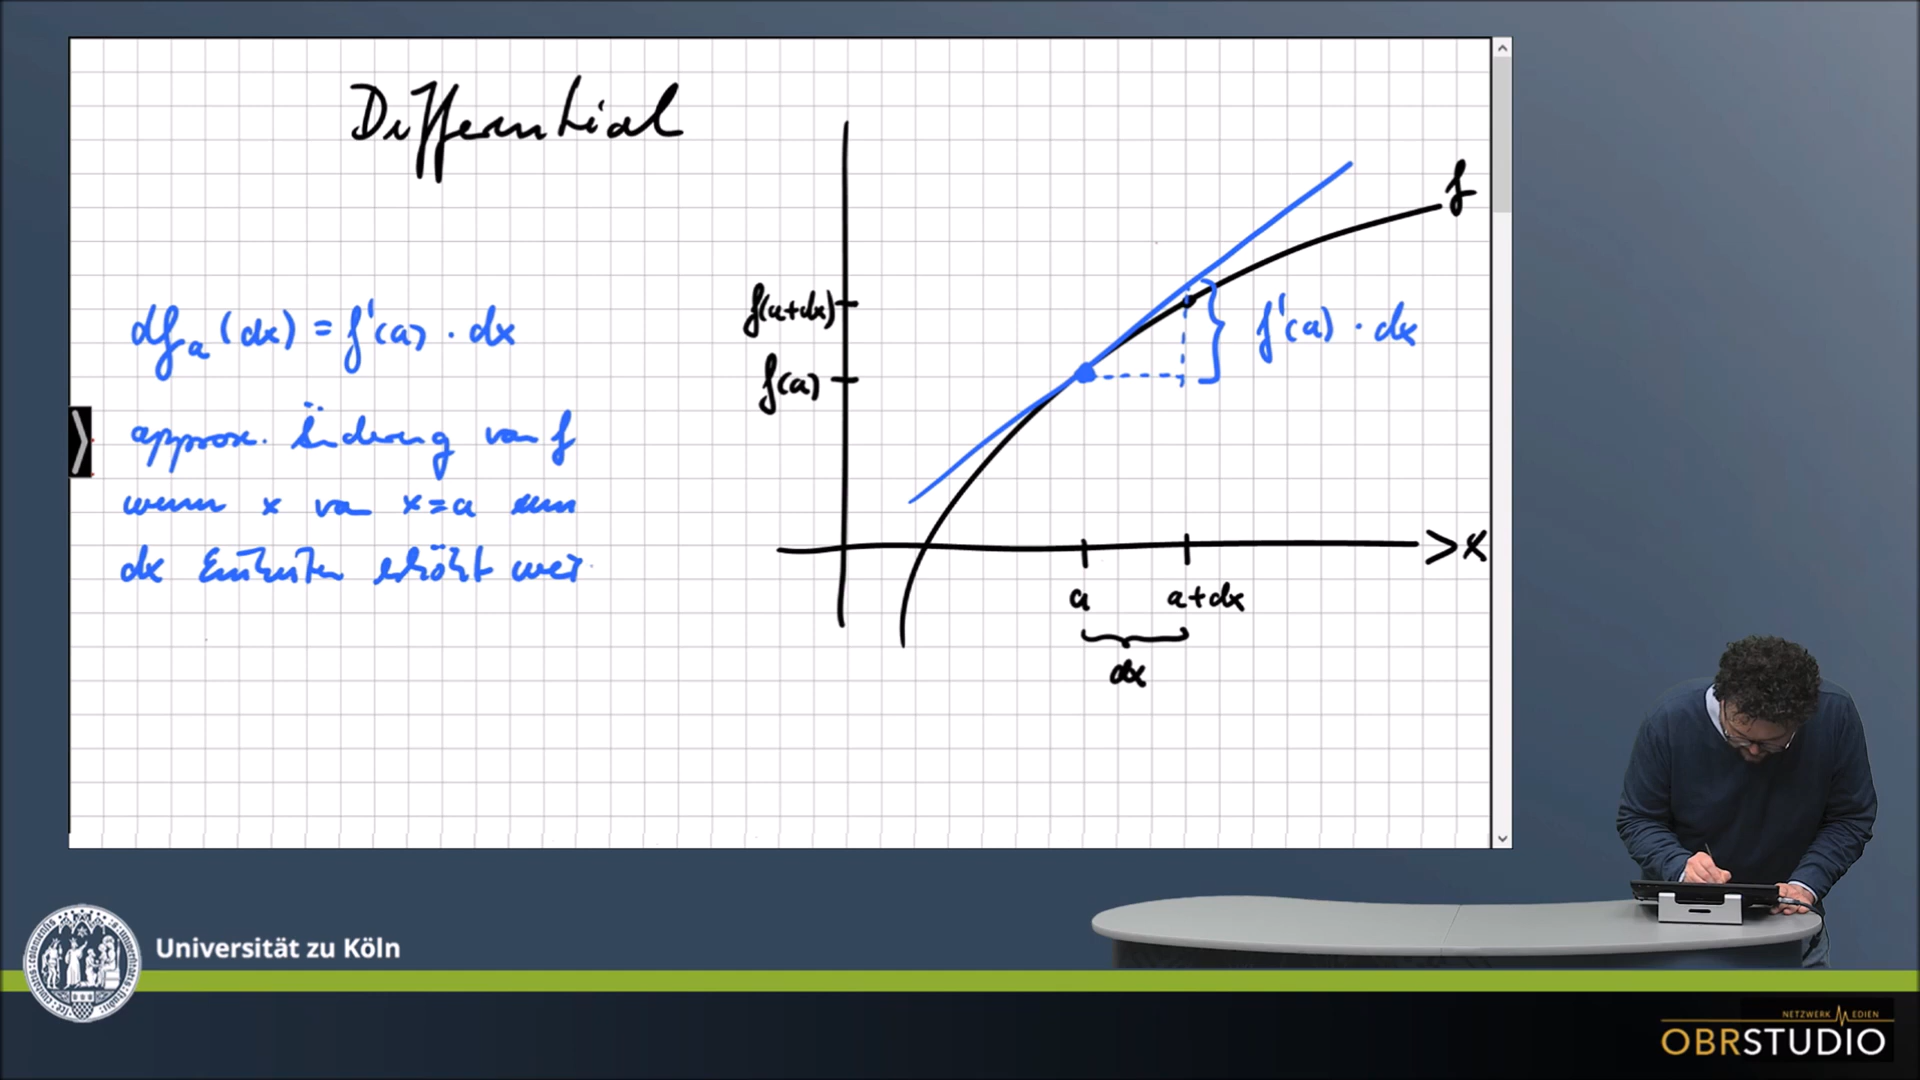 Differential
f
f(a+dx)
df_a (dx) = f'(a) · dx
f'(a) · dx
f(a)
approx. Änderung von f
wenn x von x=a um
dx Einheiten erhöht
x
a
a+dx
dx
Universität zu Köln
NETZWERK MEDIEN
OBRSTUDIO